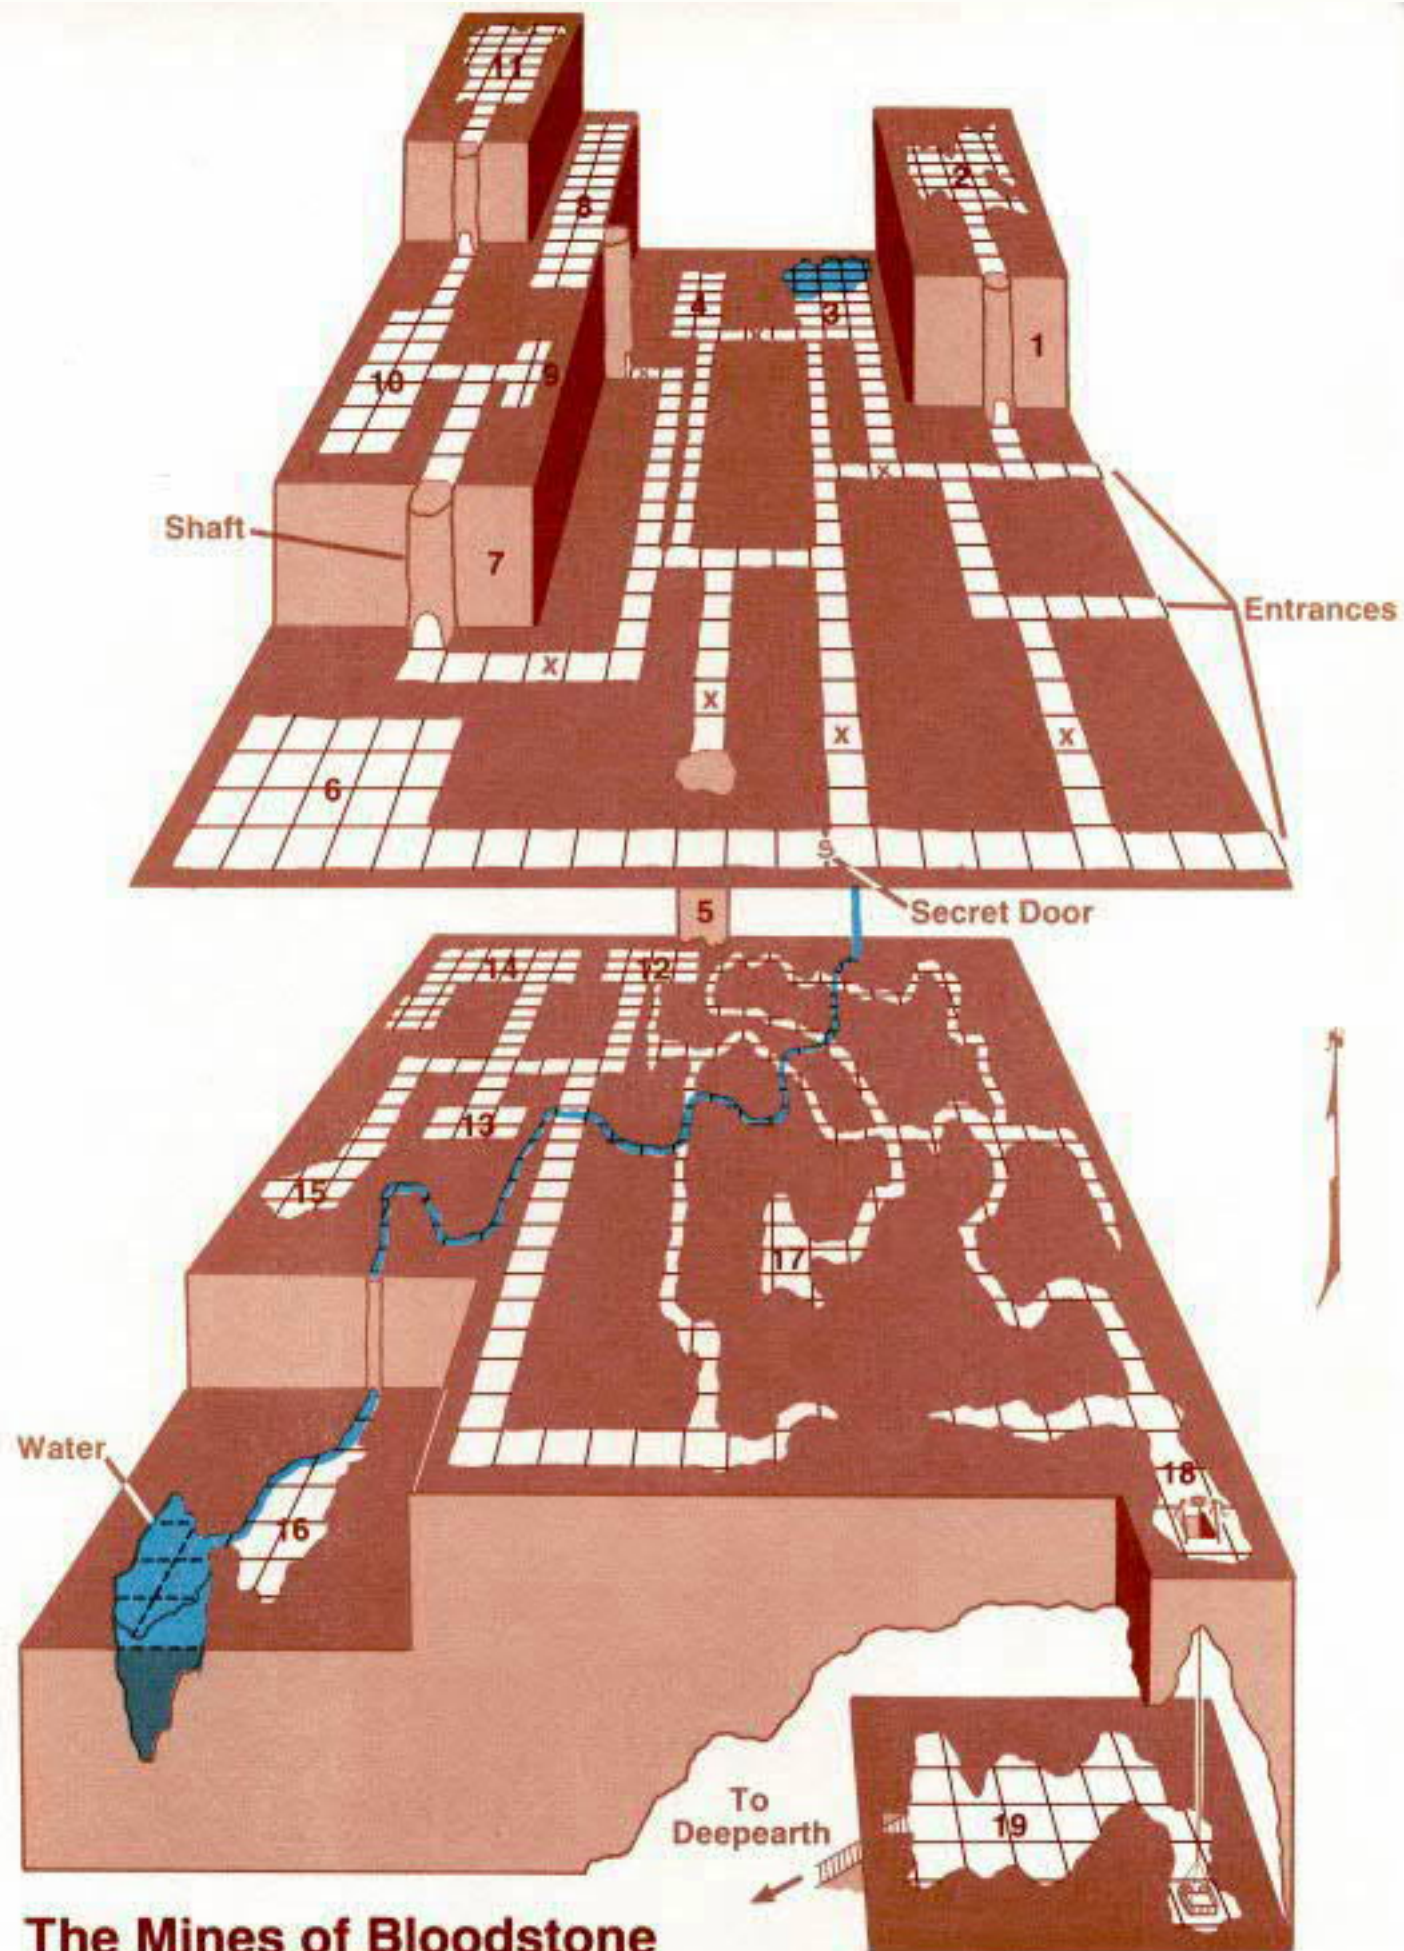 11
8
2
4
3
1
10
9
x
x
x
Shaft
7
Entrances
x
x
x
x
6
S
5
Secret Door
14
12
N
13
15
17
Water
18
16
To
Deepearth
19
The Mines of Bloodstone